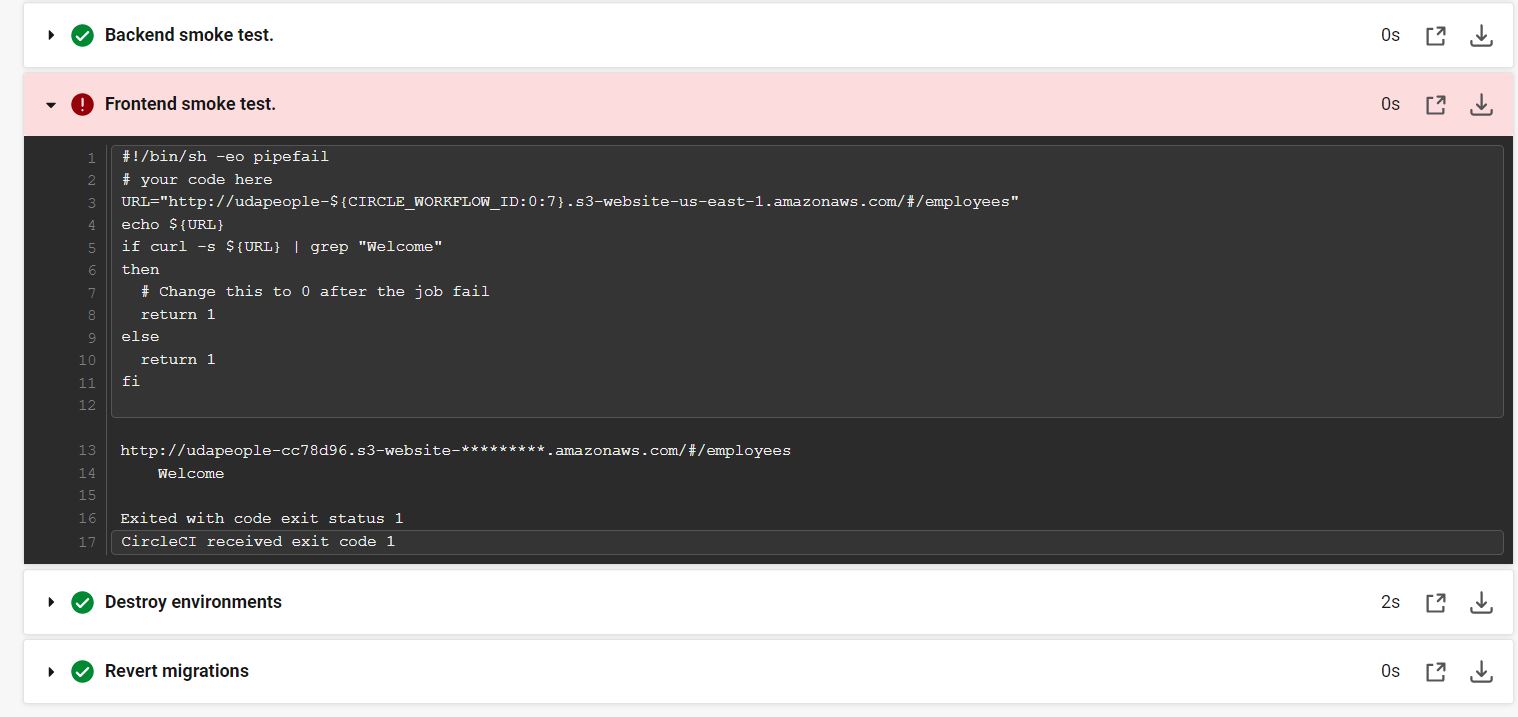 Backend smoke test. 0s
Frontend smoke test. 0s
1 #!/bin/sh -eo pipefail
2 # your code here
3 URL="http://udapeople-${CIRCLE_WORKFLOW_ID:0:7}.s3-website-us-east-1.amazonaws.com/#/employees"
4 echo ${URL}
5 if curl -s ${URL} | grep "Welcome"
6 then
7   # Change this to 0 after the job fail
8   return 1
9 else
10   return 1
11 fi
12
13 http://udapeople-cc78d96.s3-website-*********.amazonaws.com/#/employees
14     Welcome
15
16 Exited with code exit status 1
17 CircleCI received exit code 1
Destroy environments 2s
Revert migrations 0s